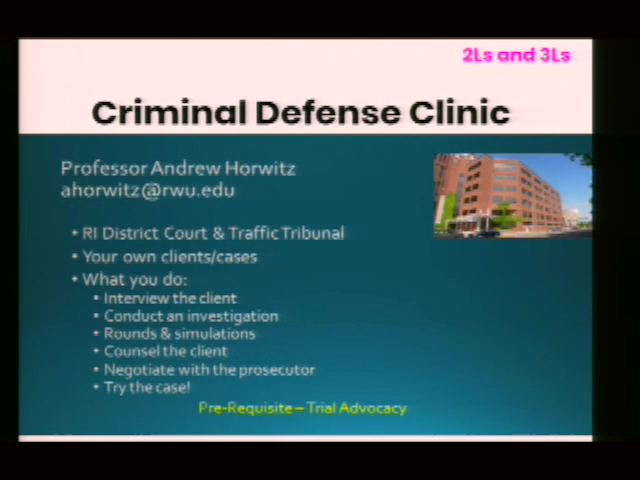 2Ls and 3Ls
Criminal Defense Clinic
Professor Andrew Horwitz
ahorwitz@rwu.edu
• RI District Court & Traffic Tribunal
• Your own clients/cases
• What you do:
• Interview the client
• Conduct an investigation
• Rounds & simulations
• Counsel the client
• Negotiate with the prosecutor
• Try the case!
Pre-Requisite – Trial Advocacy